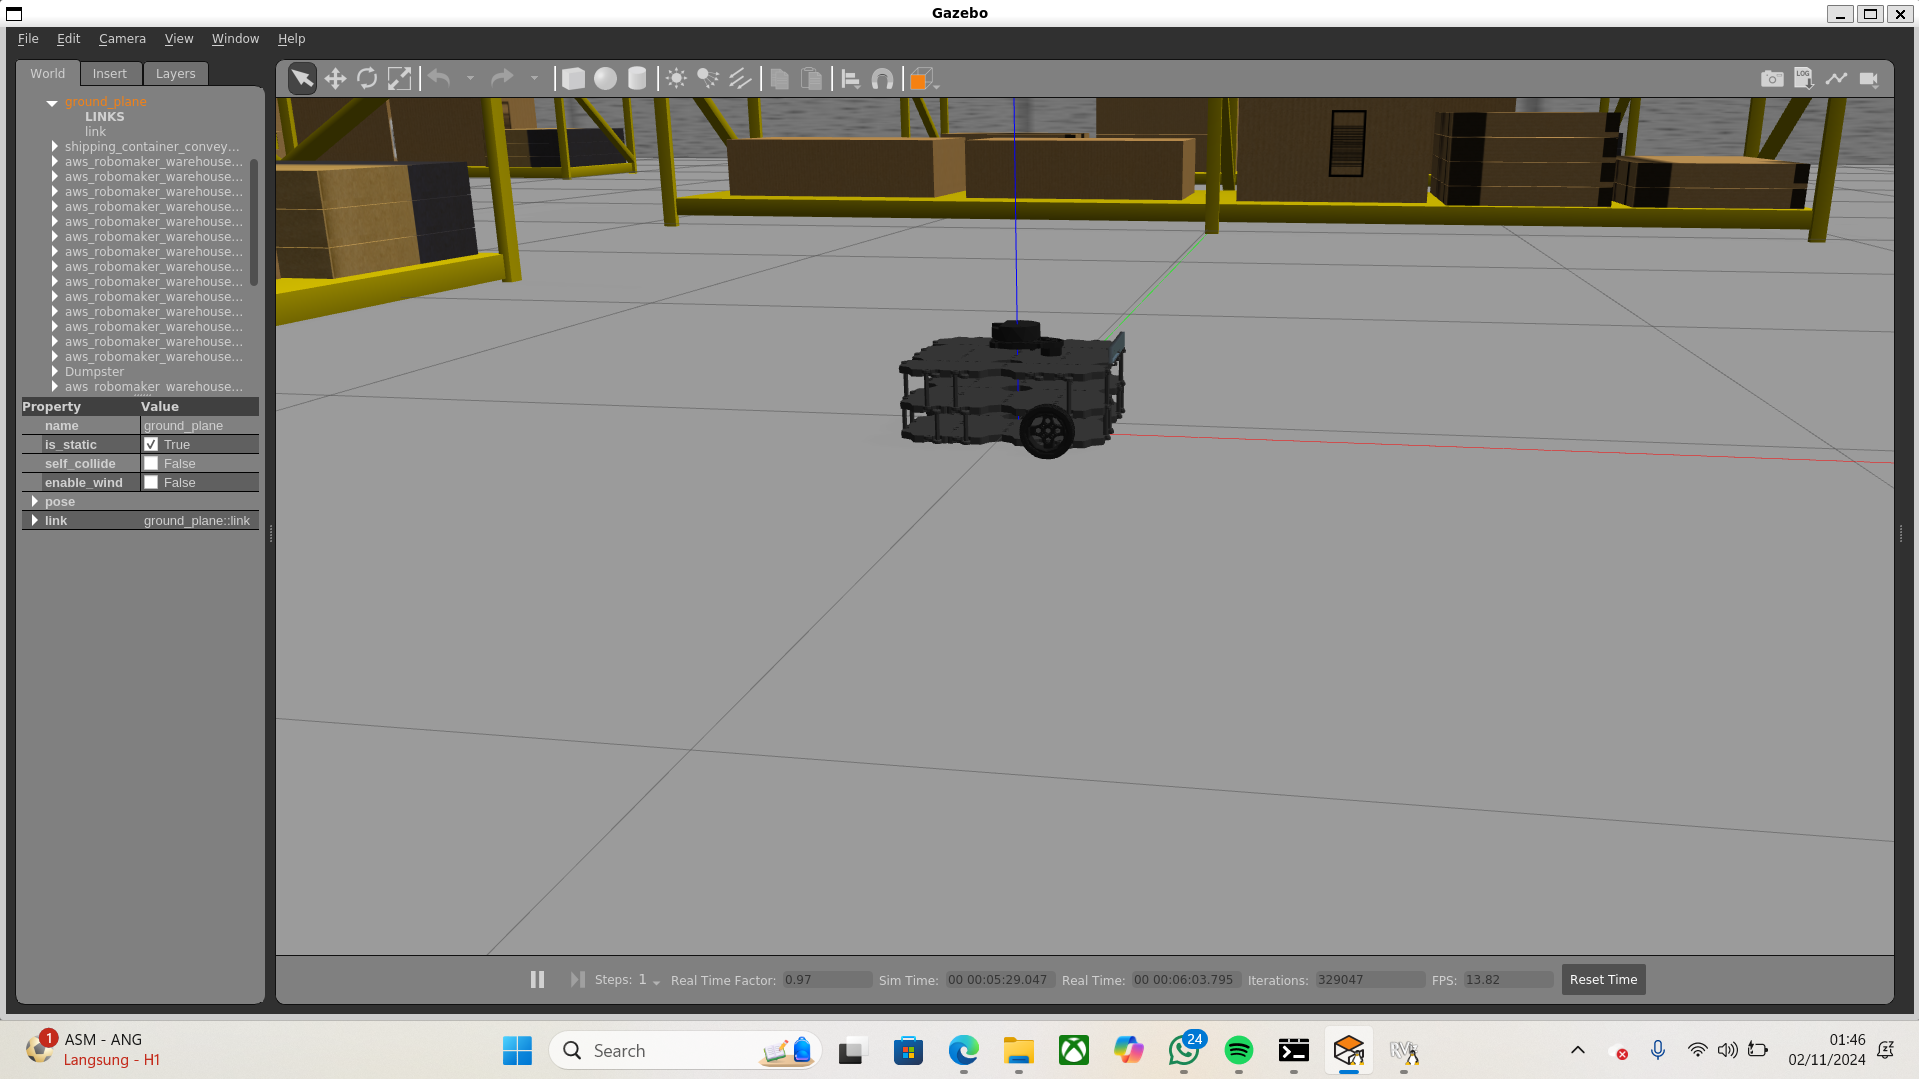 Gazebo
File Edit Camera View Window Help
World Insert Layers
ground_plane
LINKS
link
shipping_container_convey...
aws_robomaker_warehouse...
aws_robomaker_warehouse...
aws_robomaker_warehouse...
aws_robomaker_warehouse...
aws_robomaker_warehouse...
aws_robomaker_warehouse...
aws_robomaker_warehouse...
aws_robomaker_warehouse...
aws_robomaker_warehouse...
aws_robomaker_warehouse...
aws_robomaker_warehouse...
aws_robomaker_warehouse...
aws_robomaker_warehouse...
aws_robomaker_warehouse...
Dumpster
aws_robomaker_warehouse...
Property Value
name ground_plane
is_static True
self_collide False
enable_wind False
pose
link ground_plane::link
LOG
Steps: 1 Real Time Factor: 0.97 Sim Time: 00 00:05:29.047 Real Time: 00 00:06:03.795 Iterations: 329047 FPS: 13.82 Reset Time
1 ASM - ANG
Langsung - H1
Search
24
RViz
01:46
02/11/2024